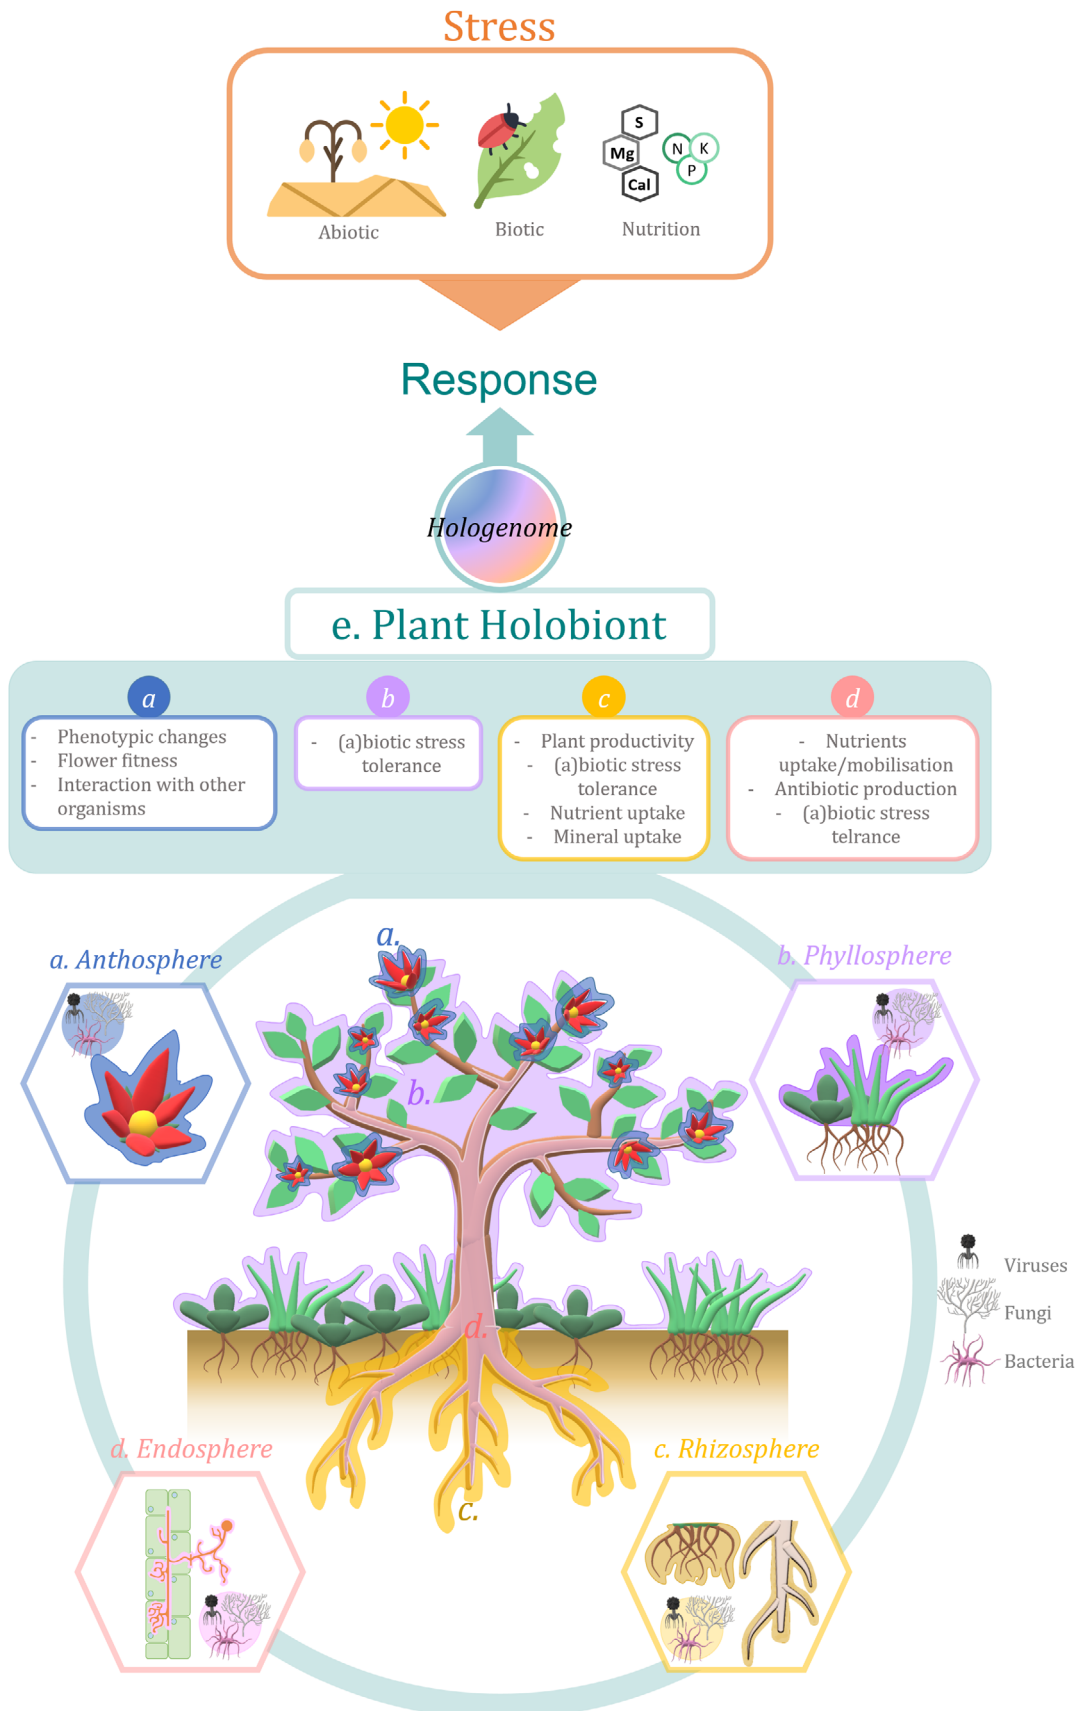 Stress
S
Mg
Cal
N K
P
Abiotic
Biotic
Nutrition
Response
Hologenome
e. Plant Holobiont
a
- Phenotypic changes
- Flower fitness
- Interaction with other
organisms
b
- (a)biotic stress
tolerance
c
- Plant productivity
- (a)biotic stress
tolerance
- Nutrient uptake
- Mineral uptake
d
- Nutrients
uptake/mobilisation
- Antibiotic production
- (a)biotic stress
telrance
a.
a. Anthosphere
b. Phyllosphere
b.
Viruses
Fungi
Bacteria
d.
d. Endosphere
c. Rhizosphere
c.